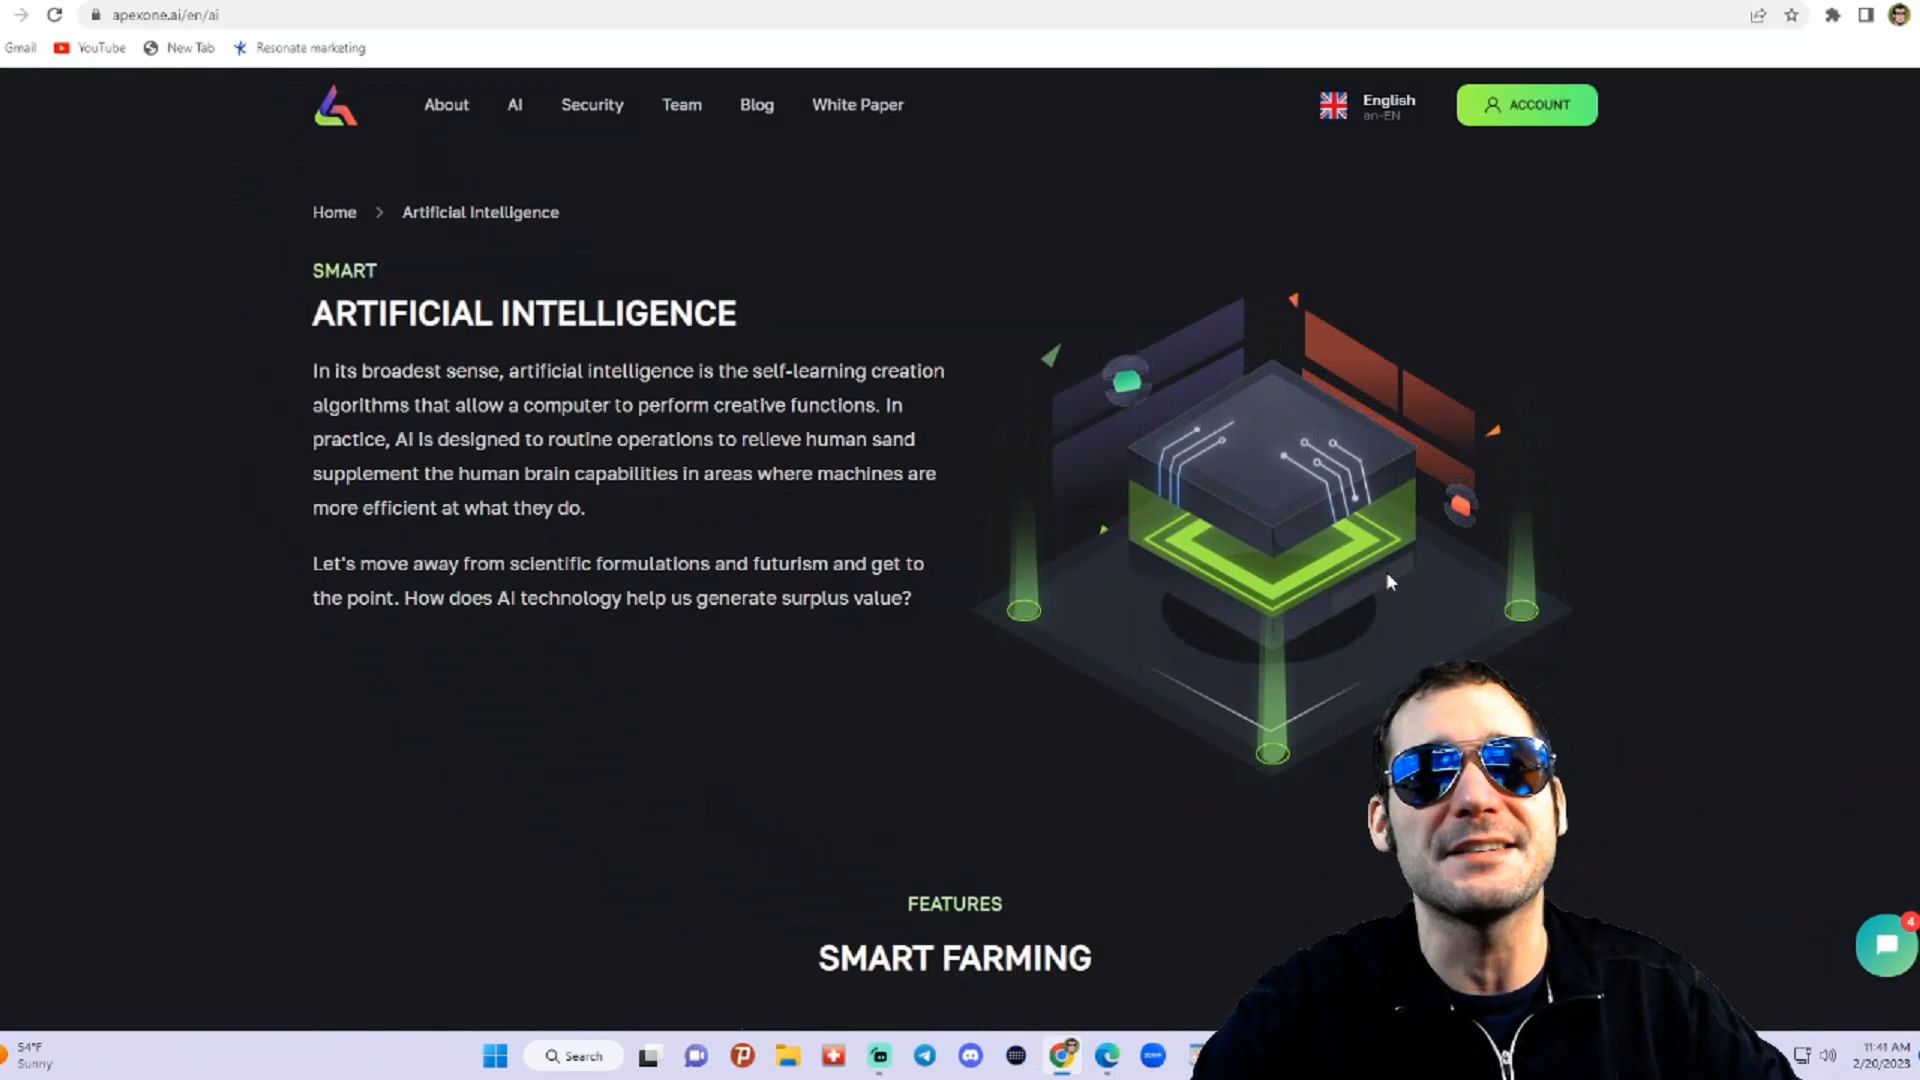 apexone.ai/en/ai
Gmail YouTube New Tab Resonate marketing
About AI Security Team Blog White Paper
English
en-EN
ACCOUNT
Home > Artificial Intelligence
SMART
ARTIFICIAL INTELLIGENCE
In its broadest sense, artificial intelligence is the self-learning creation
algorithms that allow a computer to perform creative functions. In
practice, AI is designed to routine operations to relieve human sand
supplement the human brain capabilities in areas where machines are
more efficient at what they do.
Let's move away from scientific formulations and futurism and get to
the point. How does AI technology help us generate surplus value?
FEATURES
SMART FARMING
4
54°F
Sunny
Search
zoom
11:41 AM
2/20/2023